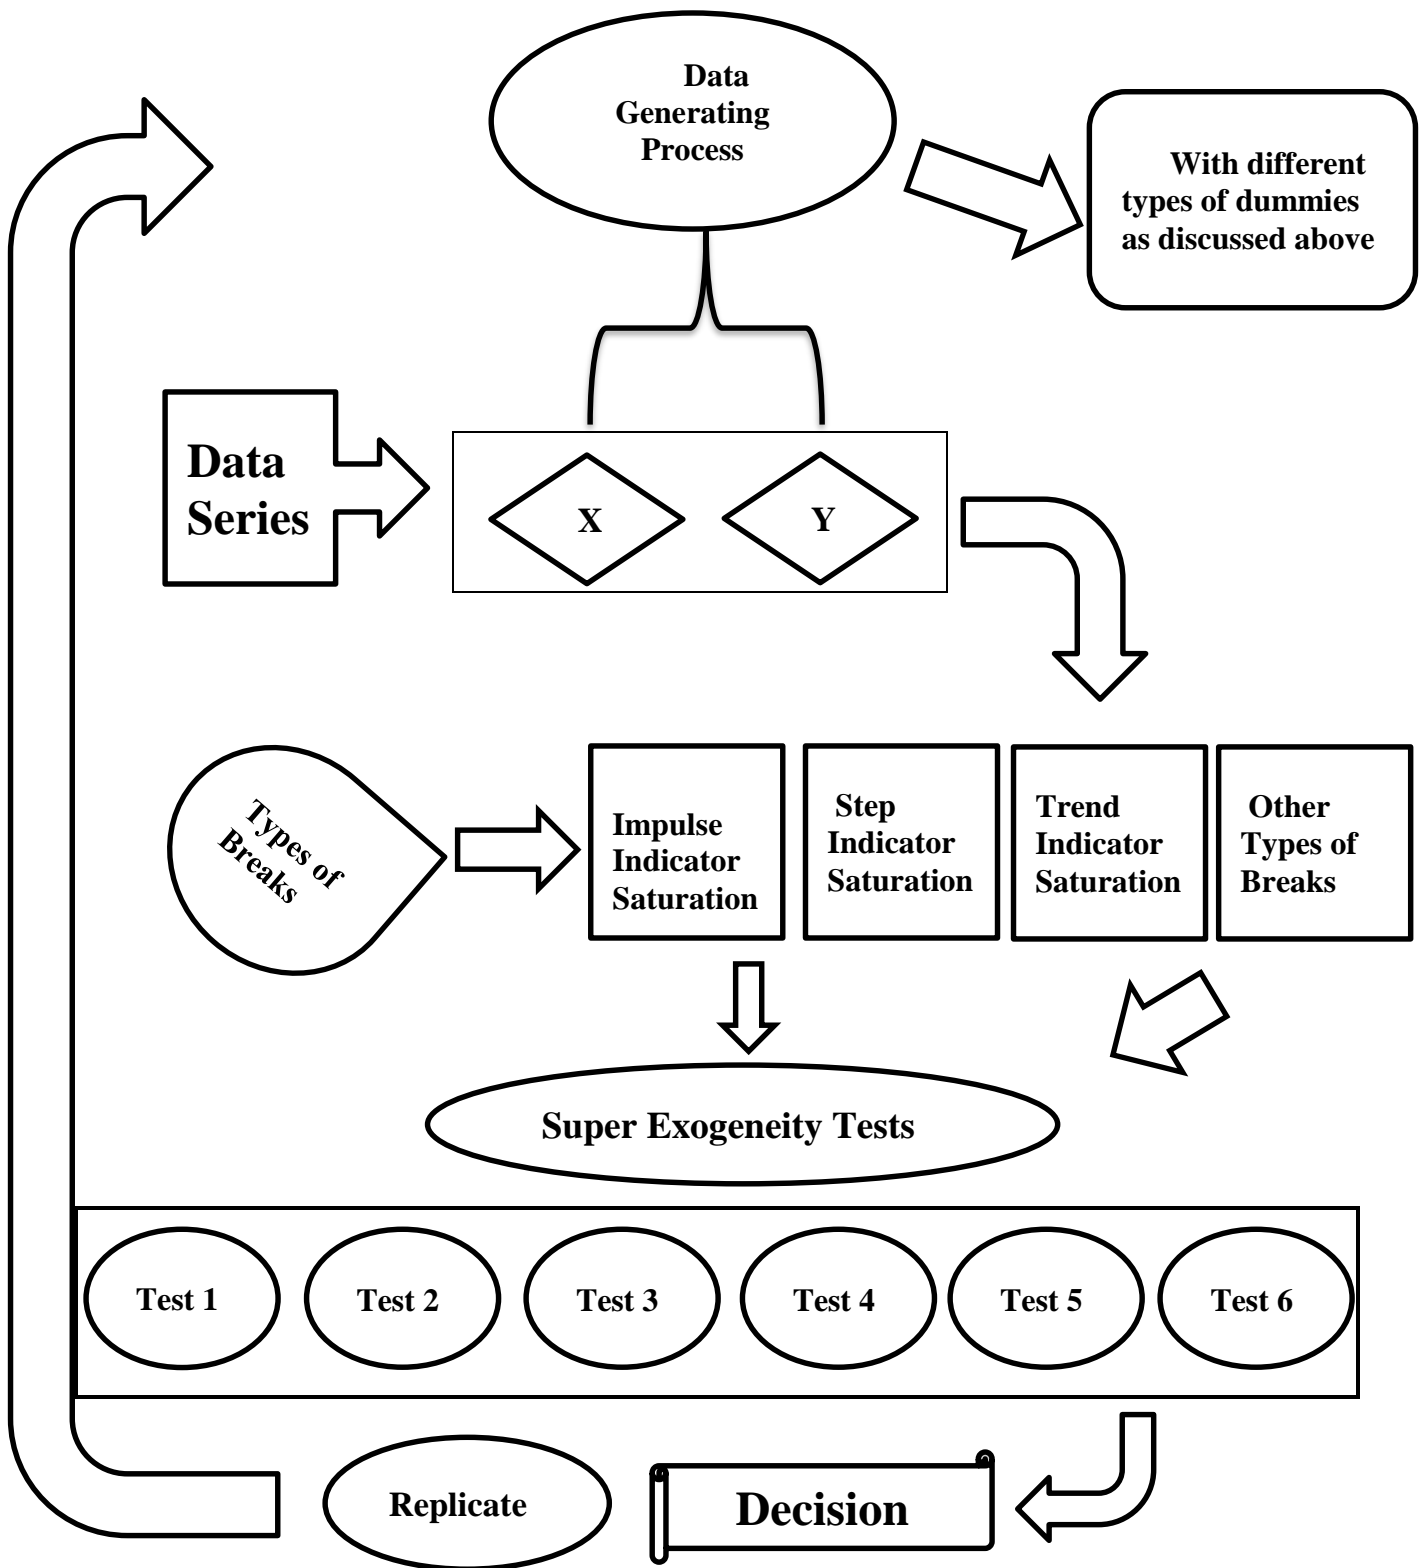 Data
Generating
Process
With different
types of dummies
as discussed above
Data
Series
X
Y
Types of
Breaks
Impulse
Indicator
Saturation
Step
Indicator
Saturation
Trend
Indicator
Saturation
Other
Types of
Breaks
Super Exogeneity Tests
Test 1
Test 2
Test 3
Test 4
Test 5
Test 6
Replicate
Decision